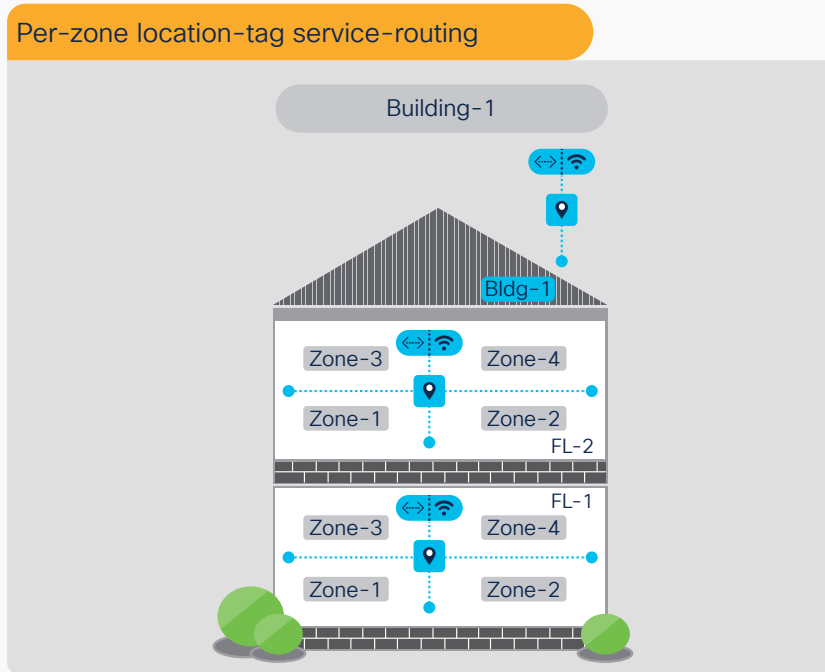 Per-zone location-tag service-routing
Building-1
Bldg-1
Zone-3 Zone-4
Zone-1 Zone-2
FL-2
FL-1
Zone-3 Zone-4
Zone-1 Zone-2